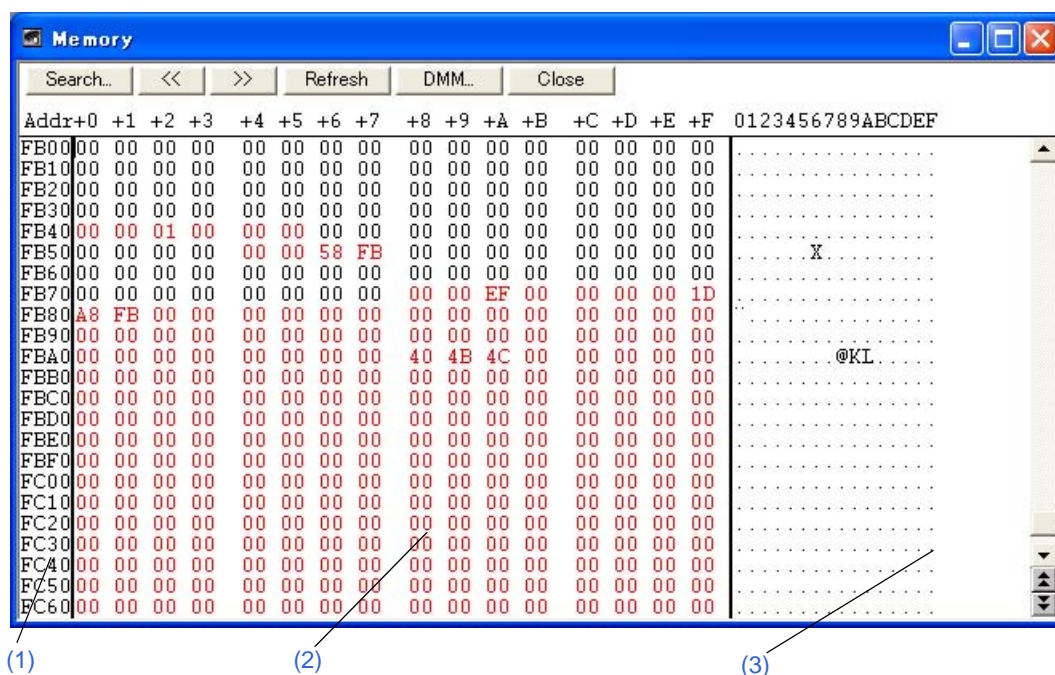 Memory
Search... << >> Refresh DMM... Close
Addr+0 +1 +2 +3 +4 +5 +6 +7 +8 +9 +A +B +C +D +E +F 0123456789ABCDEF
FB00 00 00 00 00 00 00 00 00 00 00 00 00 00 00 00 00 ................
FB10 00 00 00 00 00 00 00 00 00 00 00 00 00 00 00 00 ................
FB20 00 00 00 00 00 00 00 00 00 00 00 00 00 00 00 00 ................
FB30 00 00 00 00 00 00 00 00 00 00 00 00 00 00 00 00 ................
FB40 00 00 01 00 00 00 00 00 00 00 00 00 00 00 00 00 ................
FB50 00 00 00 00 00 00 58 FB 00 00 00 00 00 00 00 00 ......X.........
FB60 00 00 00 00 00 00 00 00 00 00 00 00 00 00 00 00 ................
FB70 00 00 00 00 00 00 00 00 00 00 EF 00 00 00 00 1D ................
FB80 A8 FB 00 00 00 00 00 00 00 00 00 00 00 00 00 00 ¨...............
FB90 00 00 00 00 00 00 00 00 00 00 00 00 00 00 00 00 ................
FBA0 00 00 00 00 00 00 00 00 40 4B 4C 00 00 00 00 00 ........@KL.....
FBB0 00 00 00 00 00 00 00 00 00 00 00 00 00 00 00 00 ................
FBC0 00 00 00 00 00 00 00 00 00 00 00 00 00 00 00 00 ................
FBD0 00 00 00 00 00 00 00 00 00 00 00 00 00 00 00 00 ................
FBE0 00 00 00 00 00 00 00 00 00 00 00 00 00 00 00 00 ................
FBF0 00 00 00 00 00 00 00 00 00 00 00 00 00 00 00 00 ................
FC00 00 00 00 00 00 00 00 00 00 00 00 00 00 00 00 00 ................
FC10 00 00 00 00 00 00 00 00 00 00 00 00 00 00 00 00 ................
FC20 00 00 00 00 00 00 00 00 00 00 00 00 00 00 00 00 ................
FC30 00 00 00 00 00 00 00 00 00 00 00 00 00 00 00 00 ................
FC40 00 00 00 00 00 00 00 00 00 00 00 00 00 00 00 00 ................
FC50 00 00 00 00 00 00 00 00 00 00 00 00 00 00 00 00 ................
FC60 00 00 00 00 00 00 00 00 00 00 00 00 00 00 00 00 ................
(1) (2) (3)